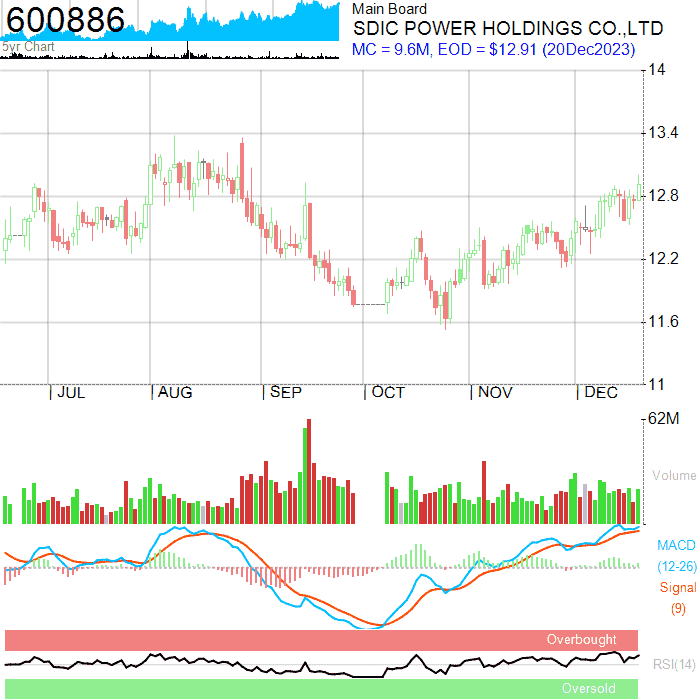 600886
5yr Chart
Main Board
SDIC POWER HOLDINGS CO.,LTD
MC = 9.6M, EOD = $12.91 (20Dec2023)
14
13.4
12.8
12.2
11.6
11
JUL AUG SEP OCT NOV DEC
62M
Volume
MACD
(12-26)
Signal
(9)
Overbought
RSI(14)
Oversold